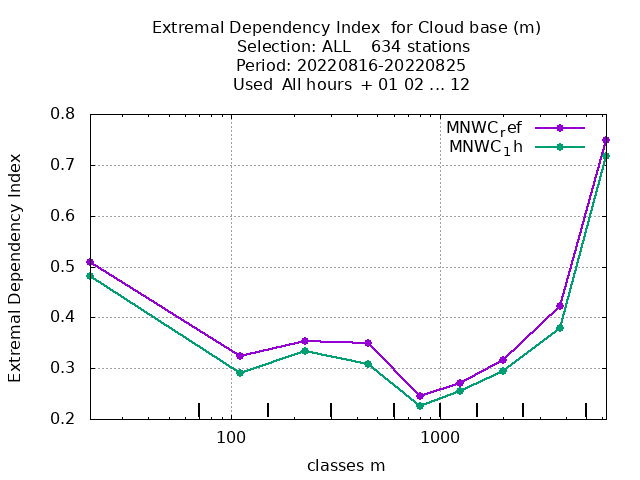 Extremal Dependency Index  for Cloud base (m)
Selection: ALL    634 stations
Period: 20220816-20220825
Used  All hours  + 01 02 ... 12
0.8
0.7
0.6
0.5
0.4
0.3
0.2
Extremal Dependency Index
MNWC_ref
MNWC_1h
100
1000
classes m